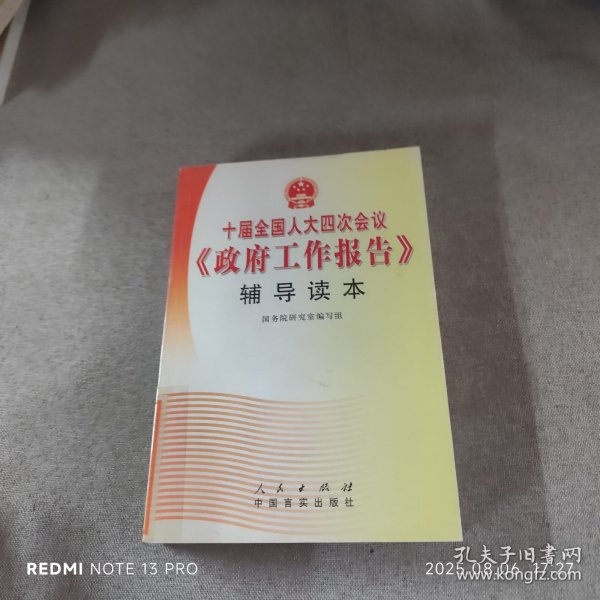 十届全国人大四次会议
《政府工作报告》
辅导读本
国务院研究室编写组
人民出版社
中国言实出版社
REDMI NOTE 13 PRO
2025.08.06 17:27
孔夫子旧书网
www.kongfz.com